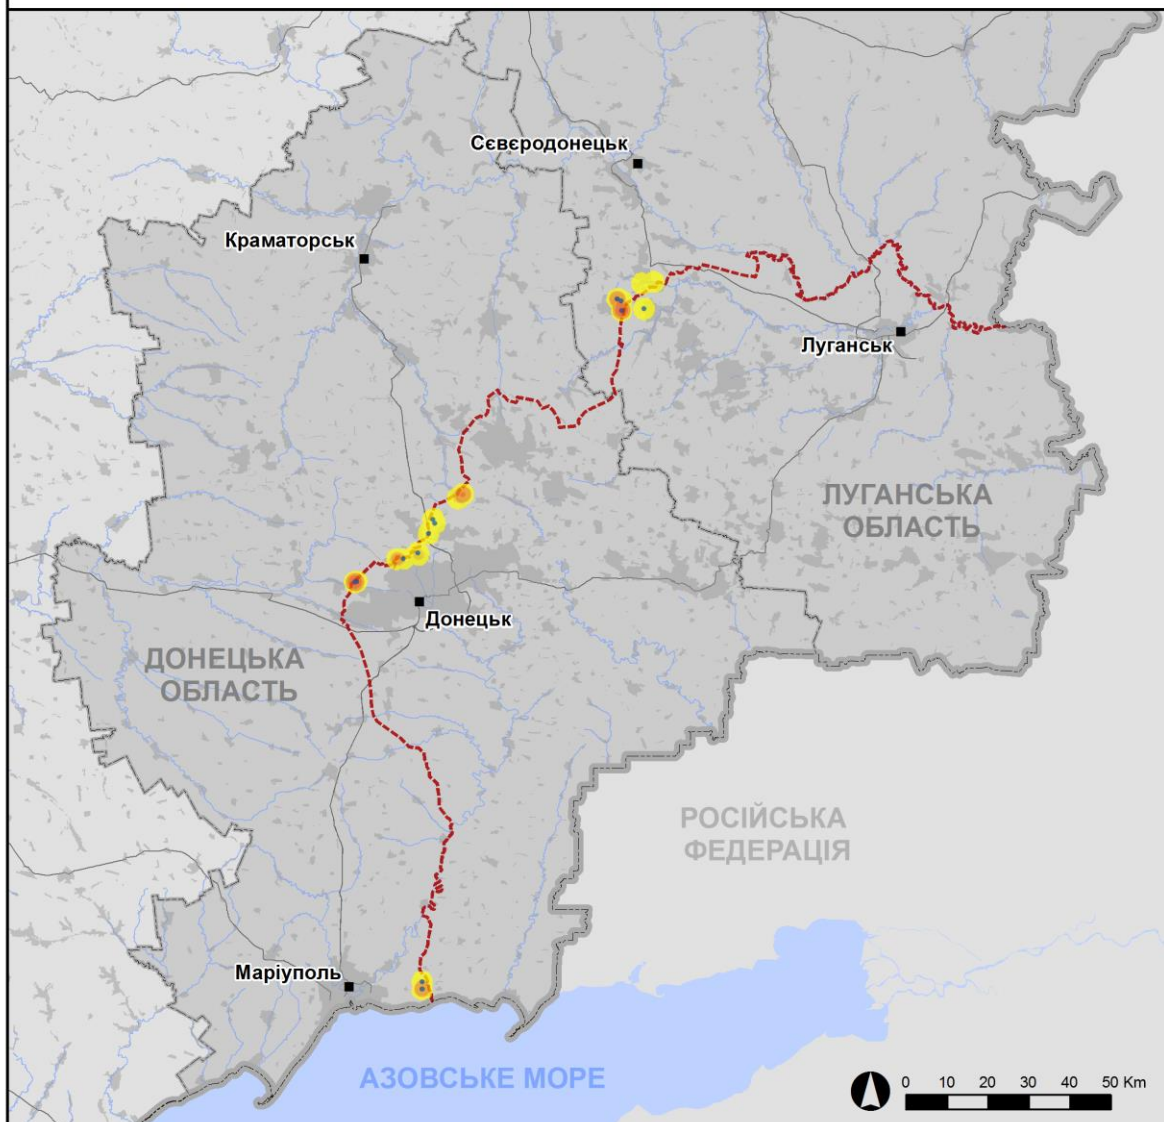 Сєвєродонецьк
Краматорськ
Луганськ
ЛУГАНСЬКА
ОБЛАСТЬ
Донецьк
ДОНЕЦЬКА
ОБЛАСТЬ
РОСІЙСЬКА
ФЕДЕРАЦІЯ
Маріуполь
АЗОВСЬКЕ МОРЕ
0 10 20 30 40 50 Km